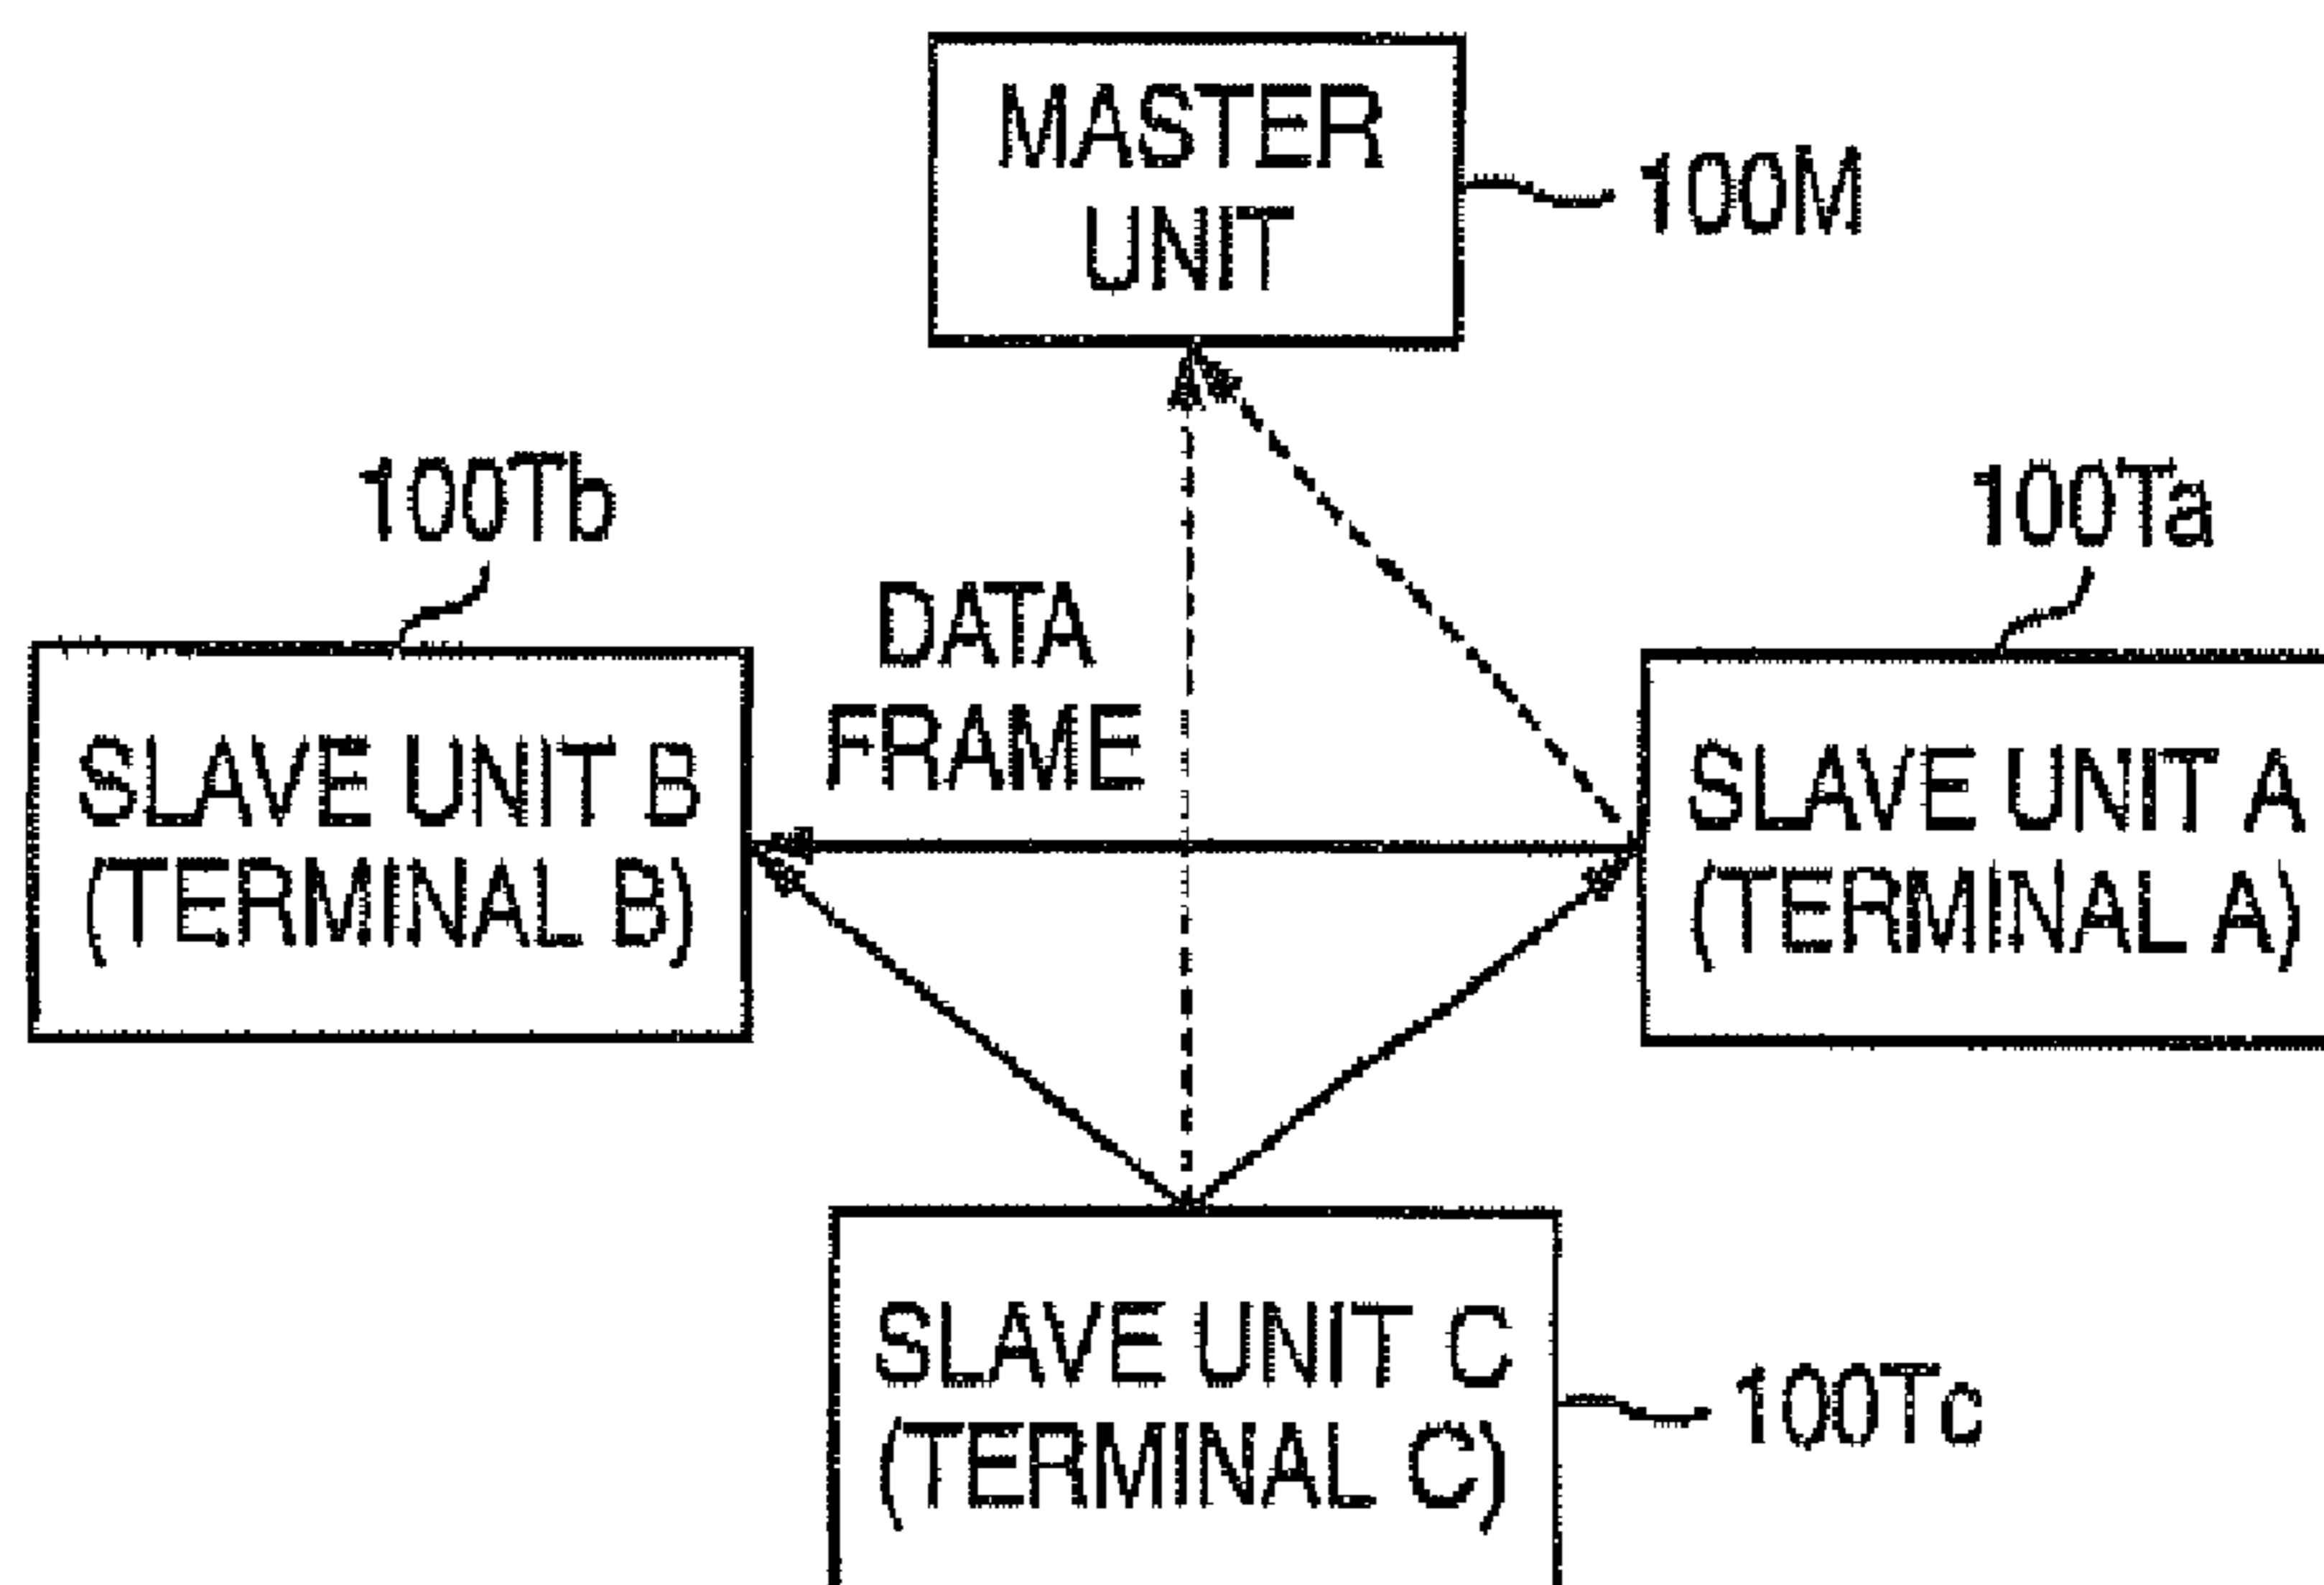 MASTER
UNIT
100M
100Tb
100Ta
DATA
FRAME
SLAVE UNIT B
(TERMINAL B)
SLAVE UNIT A
(TERMINAL A)
SLAVE UNIT C
(TERMINAL C)
100Tc